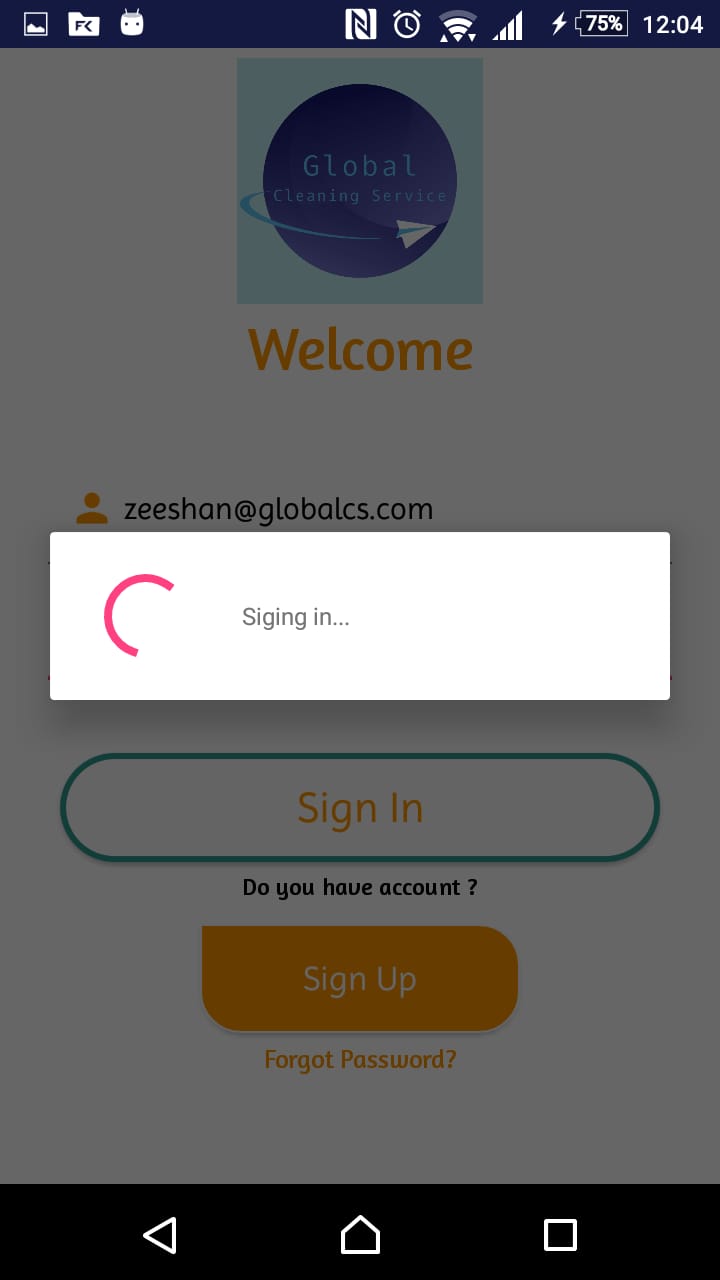 75% 12:04
Global
Cleaning Service
Welcome
zeeshan@globalcs.com
Siging in...
Sign In
Do you have account ?
Sign Up
Forgot Password?